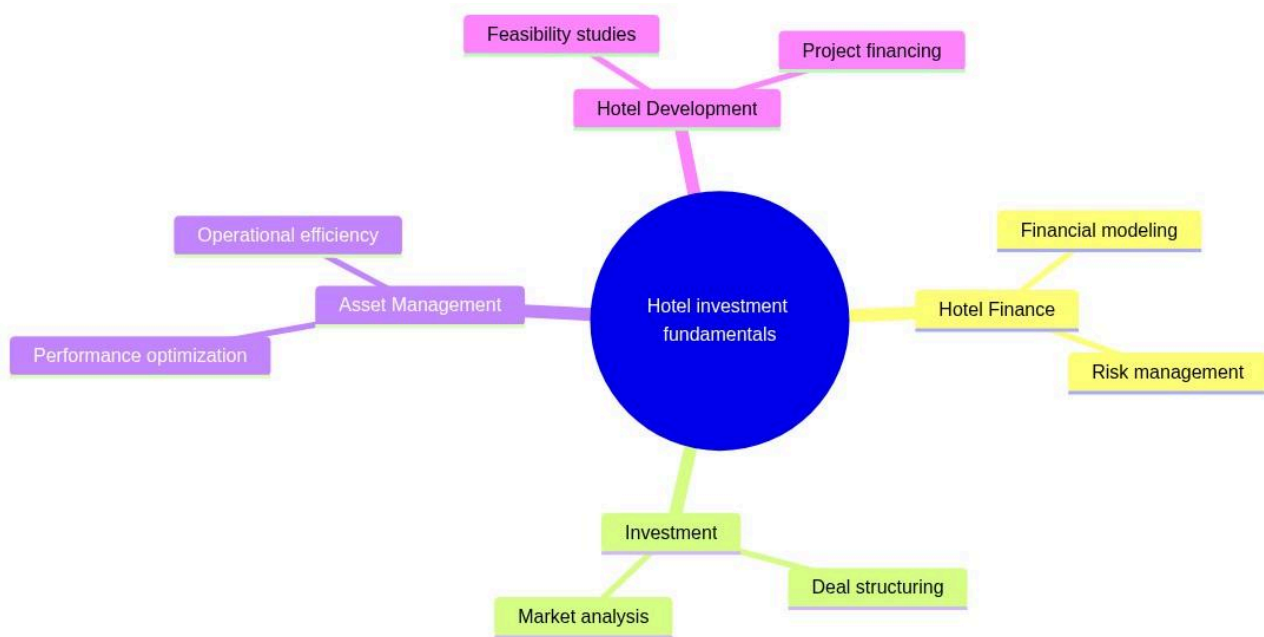 Feasibility studies
Project financing
Hotel Development
Operational efficiency
Financial modeling
Asset Management
Hotel investment
fundamentals
Hotel Finance
Performance optimization
Risk management
Investment
Deal structuring
Market analysis